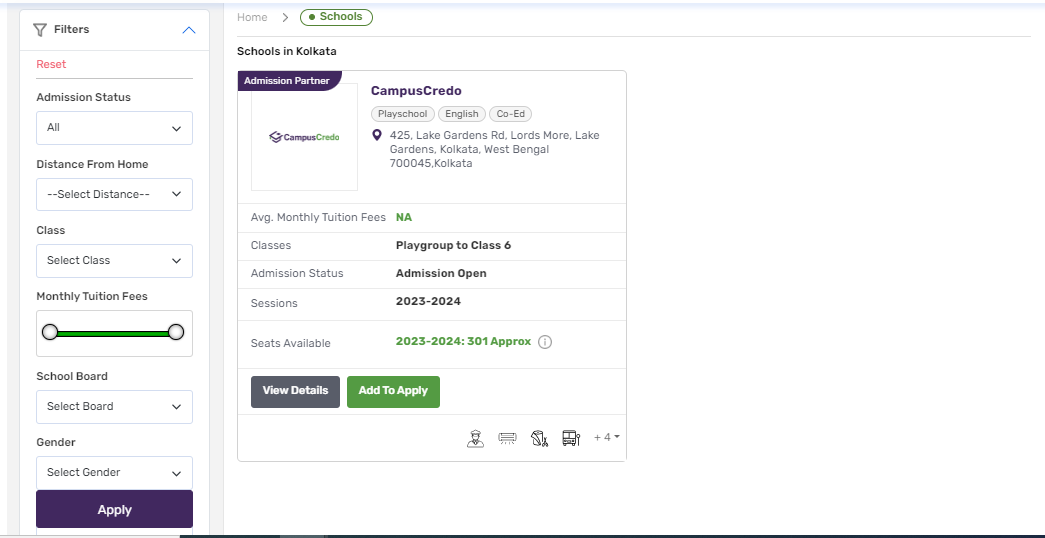 Filters
Reset
Admission Status
All
Distance From Home
--Select Distance--
Class
Select Class
Monthly Tuition Fees
School Board
Select Board
Gender
Select Gender
Apply
Home > Schools
Schools in Kolkata
Admission Partner
CampusCredo
CampusCredo
Playschool English Co-Ed
425, Lake Gardens Rd, Lords More, Lake
Gardens, Kolkata, West Bengal
700045,Kolkata
Avg. Monthly Tuition Fees NA
Classes Playgroup to Class 6
Admission Status Admission Open
Sessions 2023-2024
Seats Available 2023-2024: 301 Approx
View Details Add To Apply
+ 4